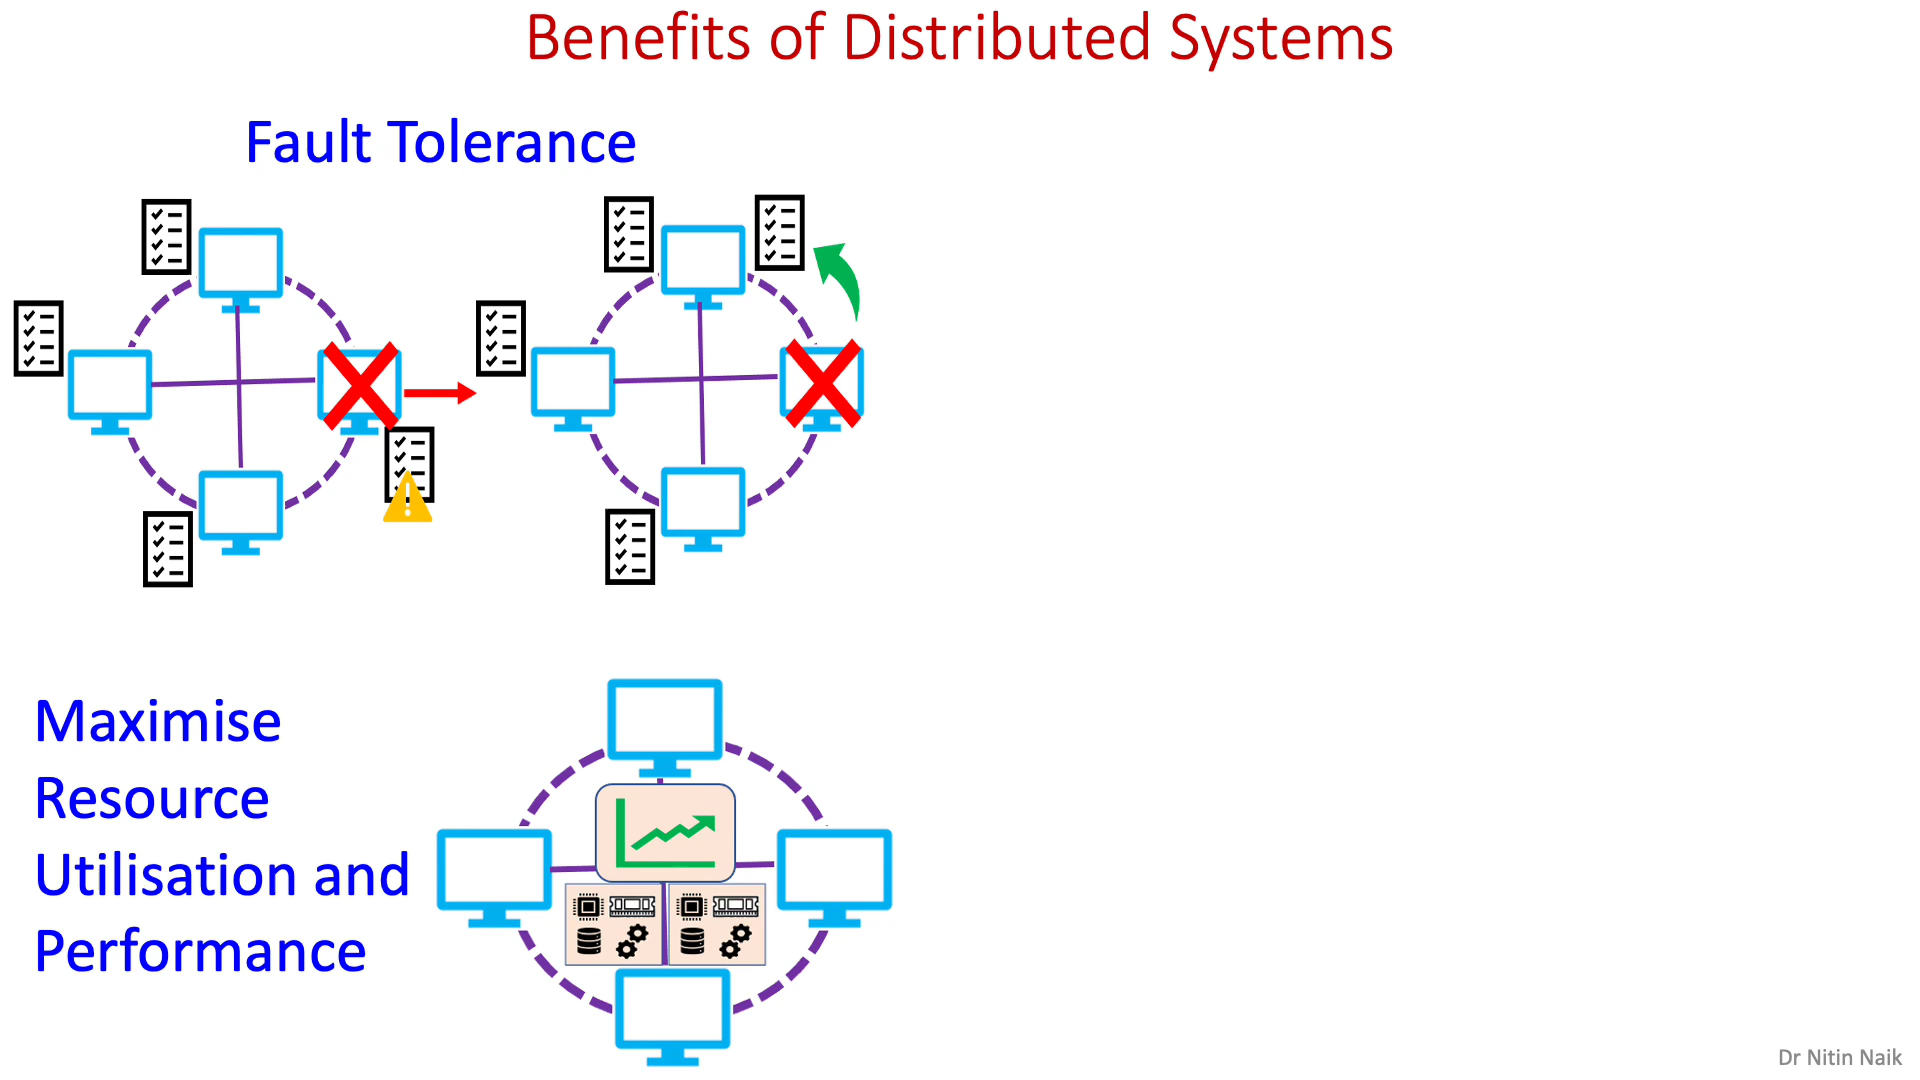 Benefits of Distributed Systems
Fault Tolerance
Maximise
Resource
Utilisation and
Performance
Dr Nitin Naik